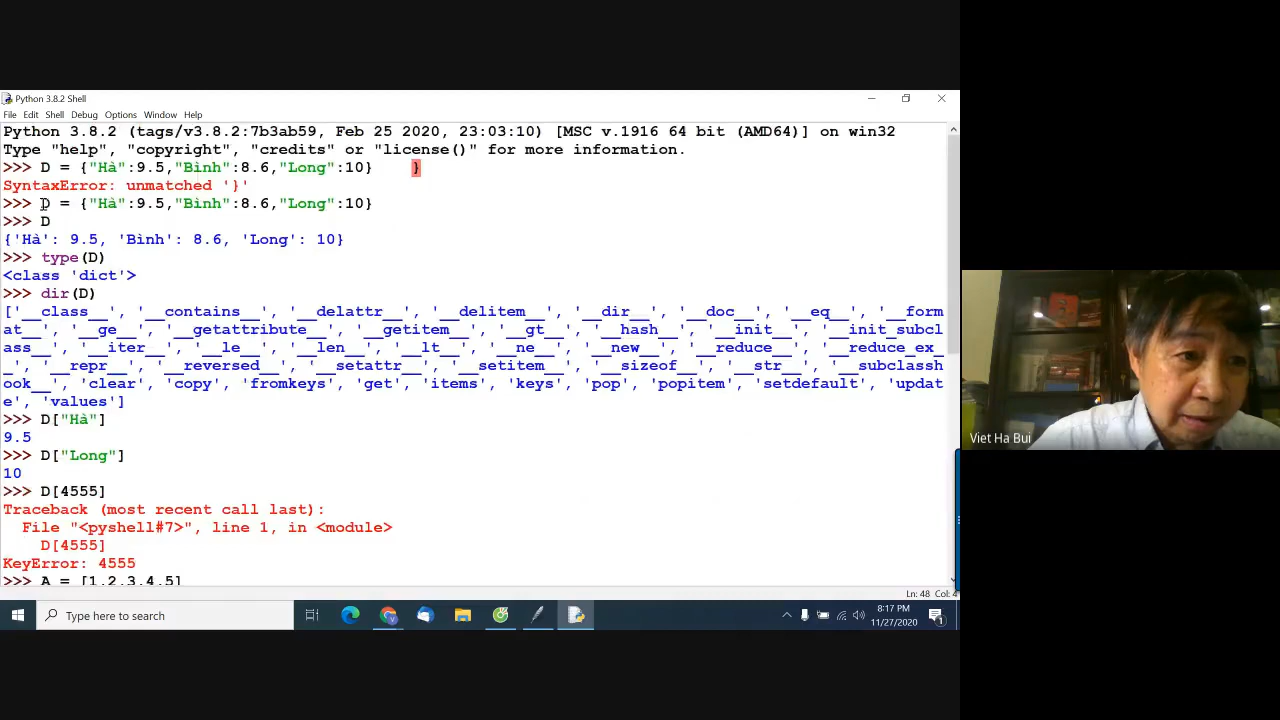 Python 3.8.2 Shell
File Edit Shell Debug Options Window Help
Python 3.8.2 (tags/v3.8.2:7b3ab59, Feb 25 2020, 23:03:10) [MSC v.1916 64 bit (AMD64)] on win32
Type "help", "copyright", "credits" or "license()" for more information.
>>> D = {"Hà":9.5,"Bình":8.6,"Long":10} }
SyntaxError: unmatched '}'
>>> D = {"Hà":9.5,"Bình":8.6,"Long":10}
>>> D
{'Hà': 9.5, 'Bình': 8.6, 'Long': 10}
>>> type(D)
<class 'dict'>
>>> dir(D)
['__class__', '__contains__', '__delattr__', '__delitem__', '__dir__', '__doc__', '__eq__', '__form
at__', '__ge__', '__getattribute__', '__getitem__', '__gt__', '__hash__', '__init__', '__init_subcl
ass__', '__iter__', '__le__', '__len__', '__lt__', '__ne__', '__new__', '__reduce__', '__reduce_ex_
_', '__repr__', '__reversed__', '__setattr__', '__setitem__', '__sizeof__', '__str__', '__subclassh
ook__', 'clear', 'copy', 'fromkeys', 'get', 'items', 'keys', 'pop', 'popitem', 'setdefault', 'updat
e', 'values']
>>> D["Hà"]
9.5
>>> D["Long"]
10
>>> D[4555]
Traceback (most recent call last):
File "<pyshell#7>", line 1, in <module>
D[4555]
KeyError: 4555
>>> A = [1,2,3,4,5]
Ln: 48 Col: 4
Viet Ha Bui
Type here to search
8:17 PM
11/27/2020
1